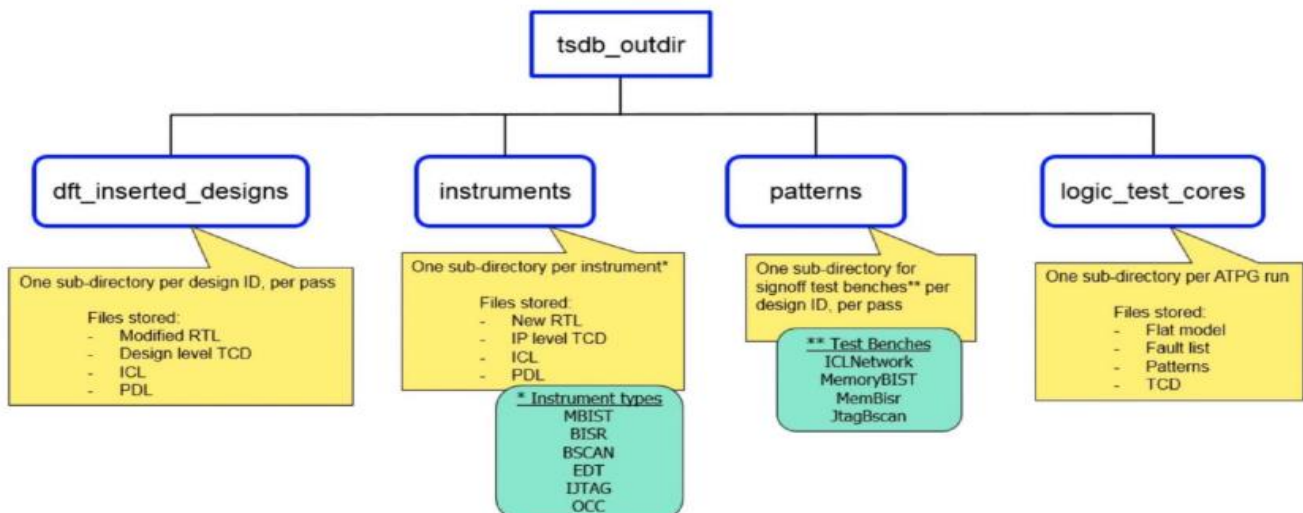 tsdb_outdir
dft_inserted_designs
instruments
patterns
logic_test_cores
One sub-directory per design ID, per pass
Files stored:
- Modified RTL
- Design level TCD
- ICL
- PDL
One sub-directory per instrument*
Files stored:
- New RTL
- IP level TCD
- ICL
- PDL
* Instrument types
MBIST
BISR
BSCAN
EDT
IJTAG
OCC
One sub-directory for
signoff test benches** per
design ID, per pass
** Test Benches
ICLNetwork
MemoryBIST
MemBisr
JtagBscan
One sub-directory per ATPG run
Files stored:
- Flat model
- Fault list
- Patterns
- TCD